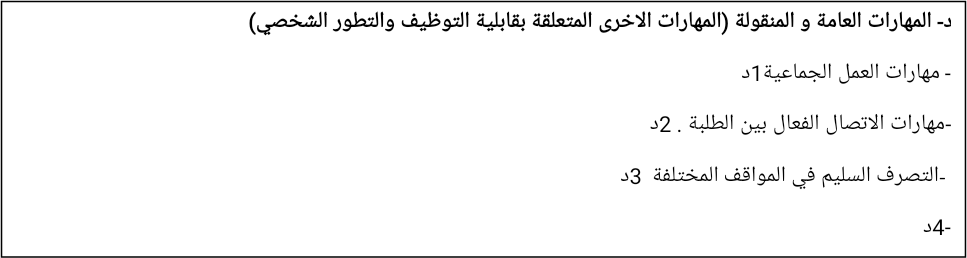 د- المهارات العامة و المنقولة (المهارات الاخرى المتعلقة بقابلية التوظيف والتطور الشخصي)
- مهارات العمل الجماعية1د
-مهارات الاتصال الفعال بين الطلبة . 2د
-التصرف السليم في المواقف المختلفة 3د
-4د